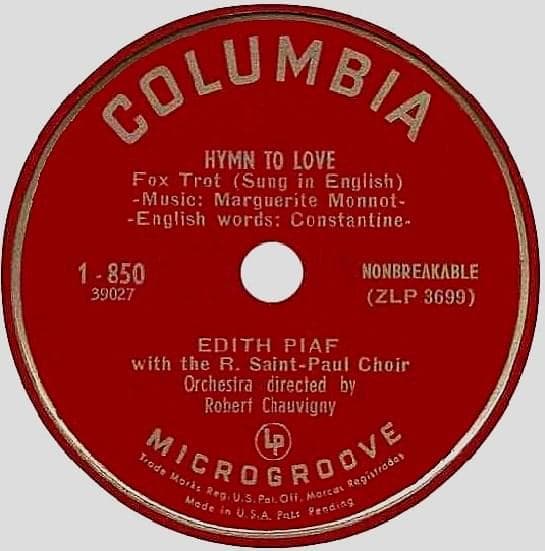 COLUMBIA
HYMN TO LOVE
Fox Trot (Sung in English)
-Music: Marguerite Monnot-
-English words: Constantine-
1-850
39027
NONBREAKABLE
(ZLP 3699)
EDITH PIAF
with the R. Saint-Paul Choir
Orchestra directed by
Robert Chauvigny
LP
MICROGROOVE
Trade Marks Reg. U.S. Pat. Off. Marcas Registradas
Made in U.S.A. Pats Pending